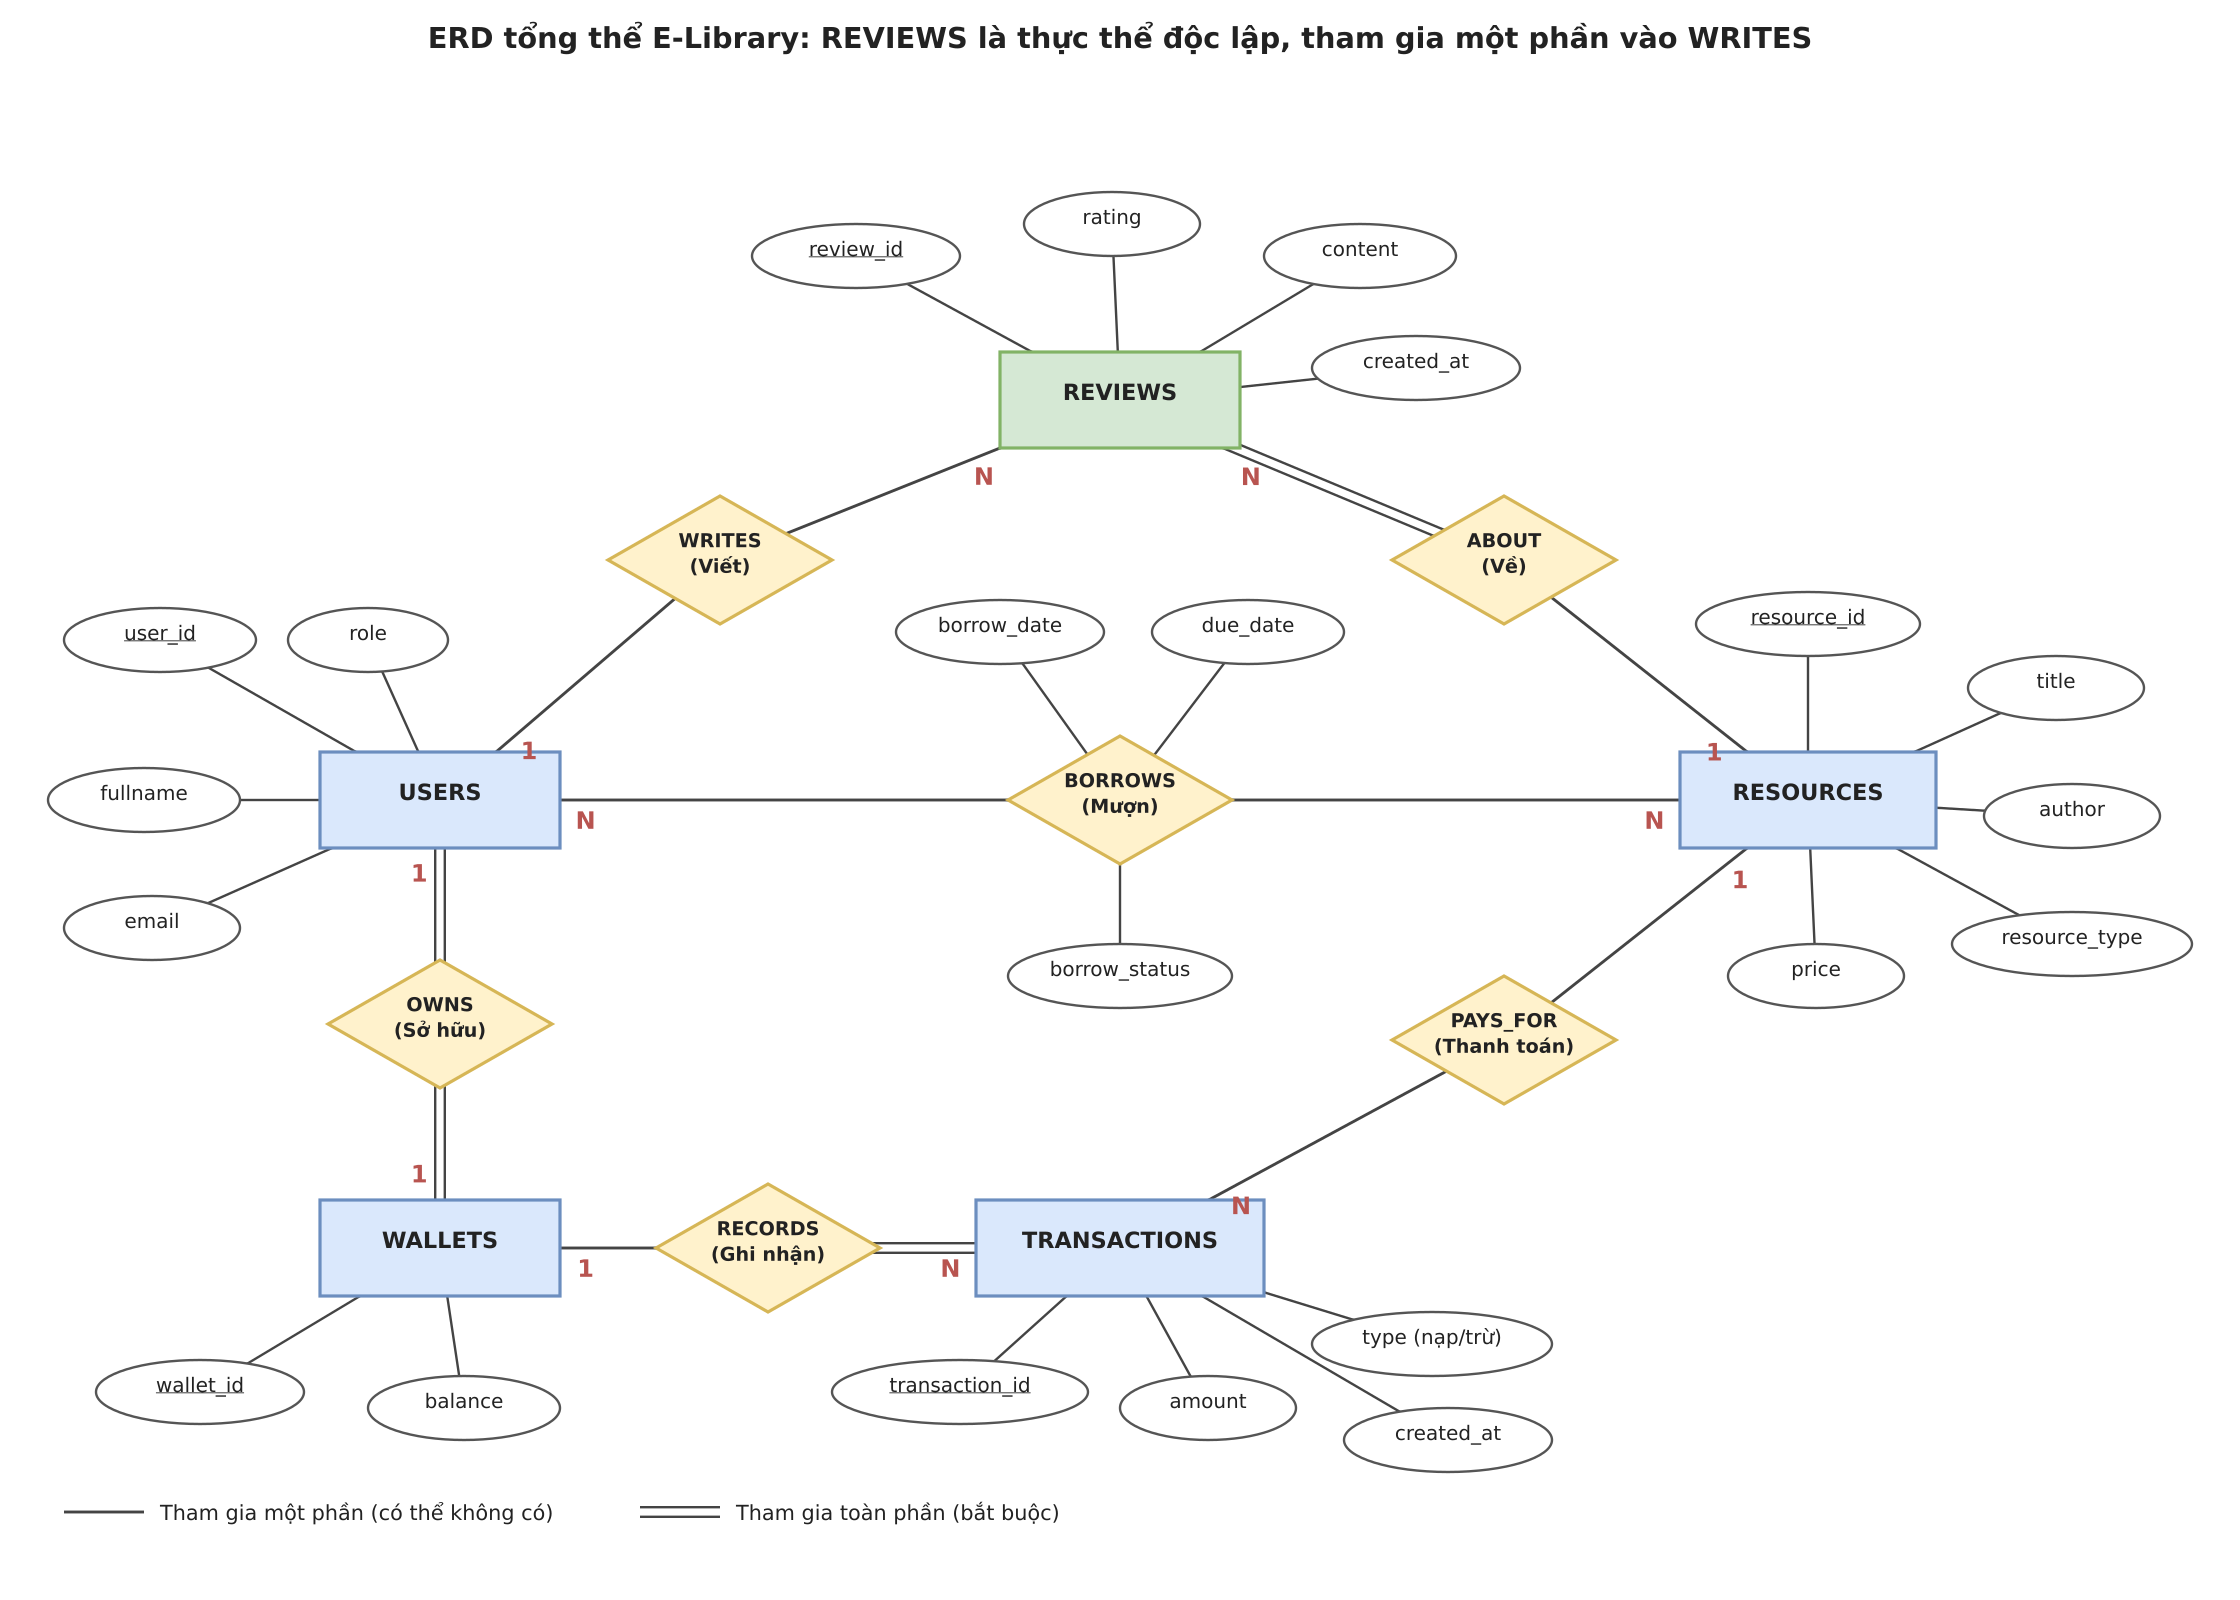 ERD tổng thể E-Library: REVIEWS là thực thể độc lập, tham gia một phần vào WRITES
rating
review_id
content
created_at
REVIEWS
N
N
WRITES
(Viết)
ABOUT
(Về)
user_id
role
borrow_date
due_date
resource_id
title
1
1
fullname
USERS
BORROWS
(Mượn)
RESOURCES
author
N
N
1
1
email
resource_type
borrow_status
price
OWNS
(Sở hữu)
PAYS_FOR
(Thanh toán)
1
N
WALLETS
RECORDS
(Ghi nhận)
TRANSACTIONS
1
N
type (nạp/trừ)
wallet_id
balance
transaction_id
amount
created_at
Tham gia một phần (có thể không có)
Tham gia toàn phần (bắt buộc)